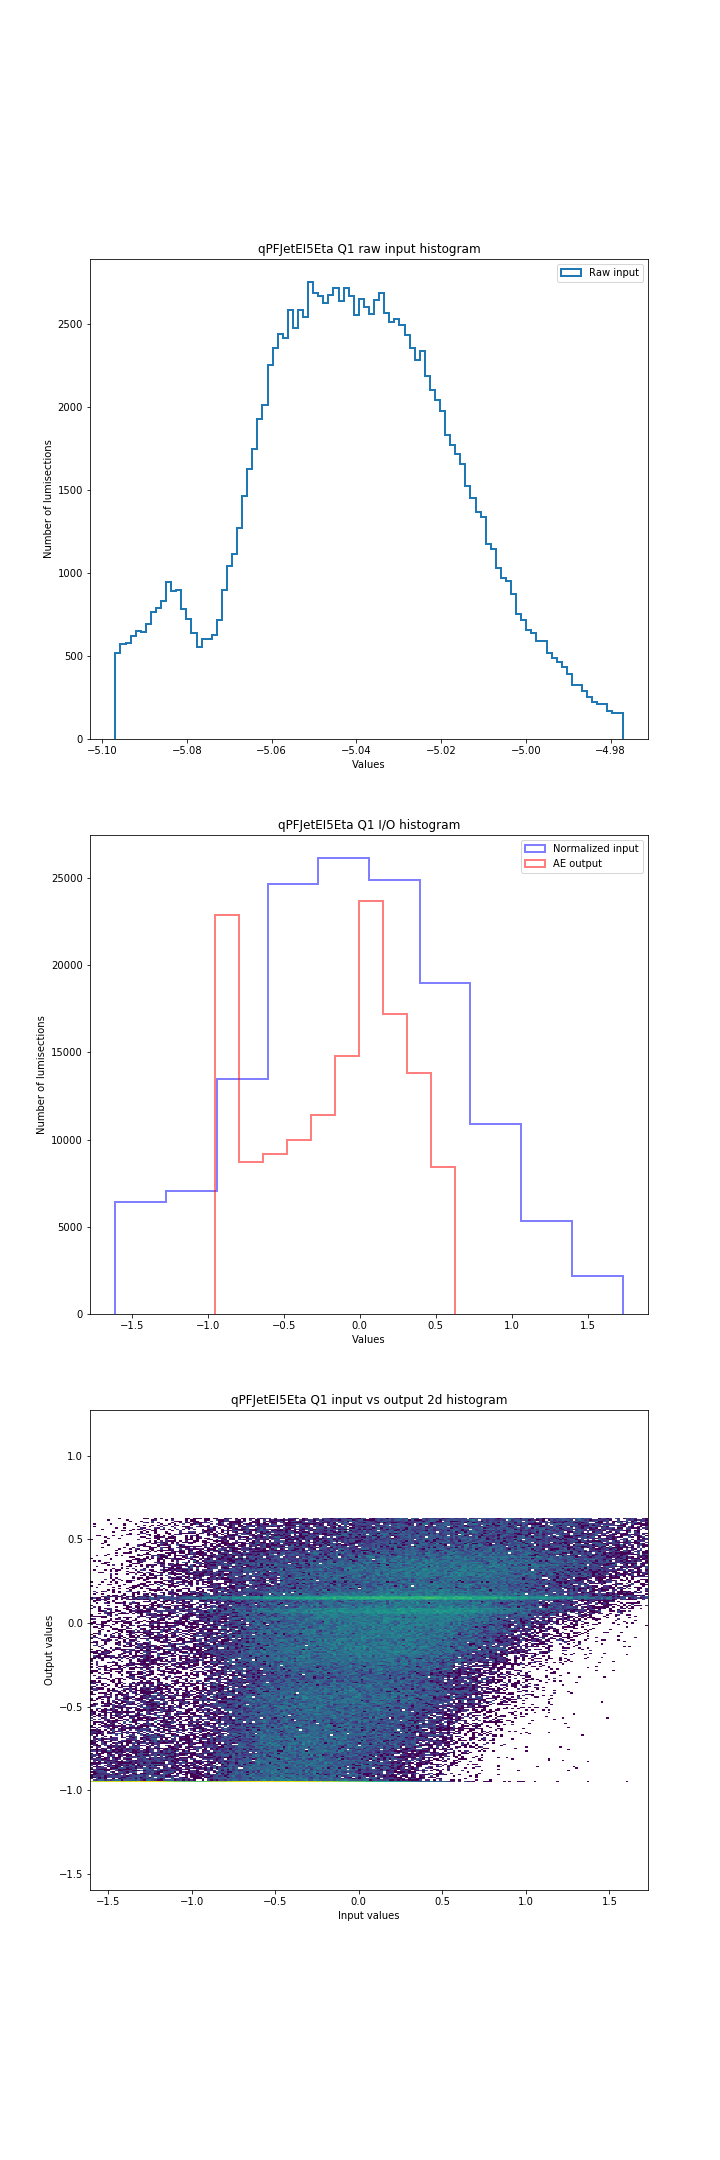 qPFJetEI5Eta Q1 raw input histogram
Raw input
Number of lumisections
2500
2000
1500
1000
500
0
−5.10 −5.08 −5.06 −5.04 −5.02 −5.00 −4.98
Values
qPFJetEI5Eta Q1 I/O histogram
Normalized input
AE output
Number of lumisections
25000
20000
15000
10000
5000
0
−1.5 −1.0 −0.5 0.0 0.5 1.0 1.5
Values
qPFJetEI5Eta Q1 input vs output 2d histogram
Output values
1.0
0.5
0.0
−0.5
−1.0
−1.5
−1.5 −1.0 −0.5 0.0 0.5 1.0 1.5
Input values